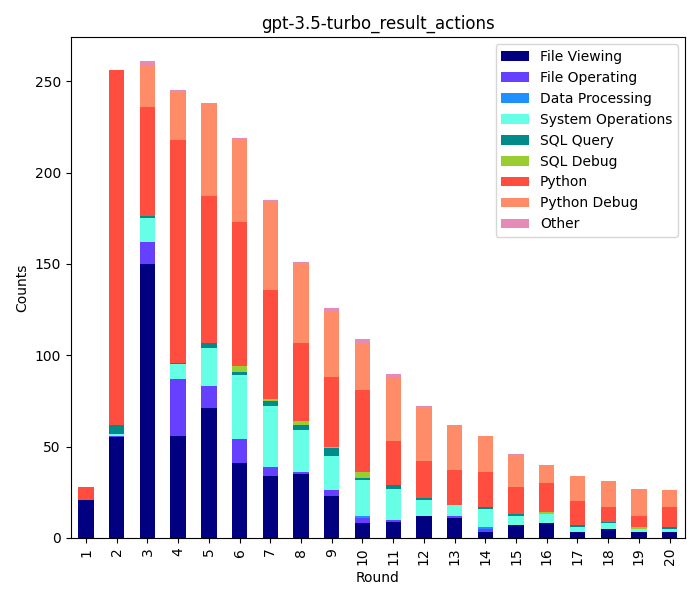 gpt-3.5-turbo_result_actions
File Viewing
File Operating
Data Processing
System Operations
SQL Query
SQL Debug
Python
Python Debug
Other
Counts
250
200
150
100
50
0
1 2 3 4 5 6 7 8 9 10 11 12 13 14 15 16 17 18 19 20
Round